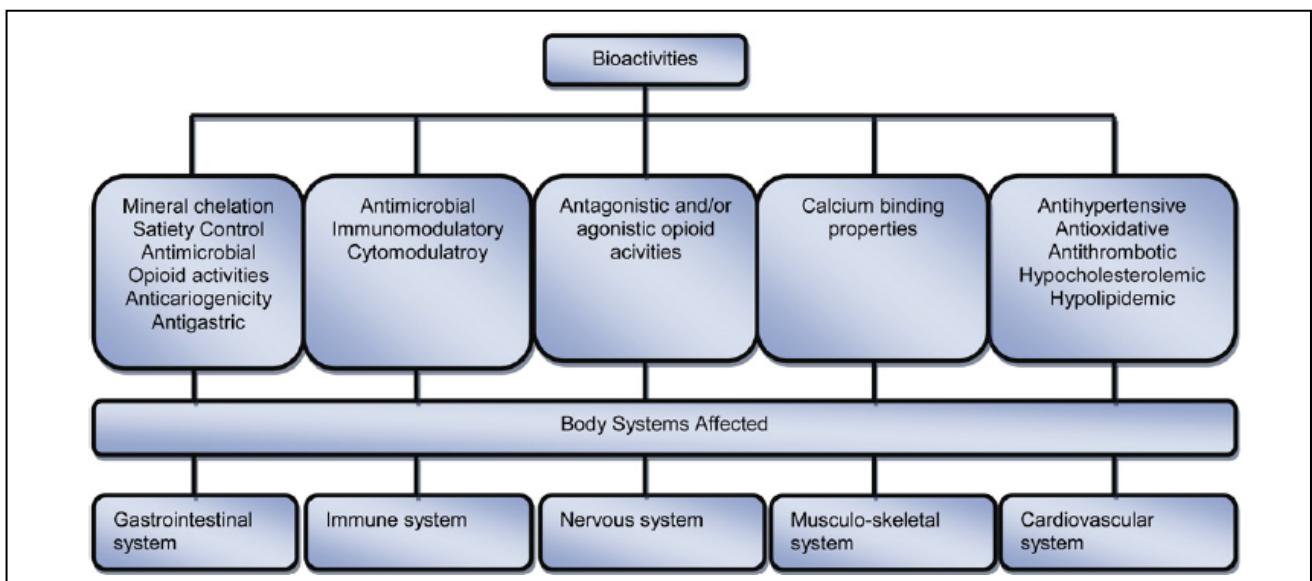 Bioactivities
Mineral chelation
Satiety Control
Antimicrobial
Opioid activities
Anticariogenicity
Antigastric
Antimicrobial
Immunomodulatory
Cytomodulatroy
Antagonistic and/or
agonistic opioid
acivities
Calcium binding
properties
Antihypertensive
Antioxidative
Antithrombotic
Hypocholesterolemic
Hypolipidemic
Body Systems Affected
Gastrointestinal
system
Immune system
Nervous system
Musculo-skeletal
system
Cardiovascular
system